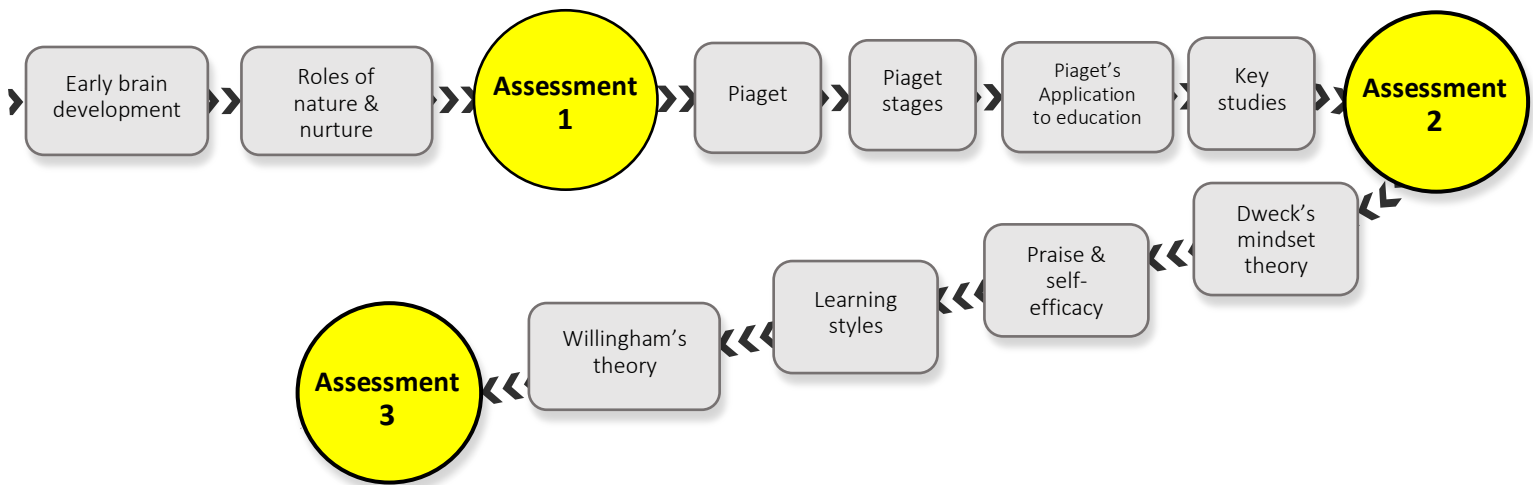 Early brain
development
Roles of
nature &
nurture
Assessment
1
Piaget
Piaget
stages
Piaget’s
Application
to education
Key
studies
Assessment
2
Dweck’s
mindset
theory
Praise &
self-
efficacy
Learning
styles
Willingham’s
theory
Assessment
3